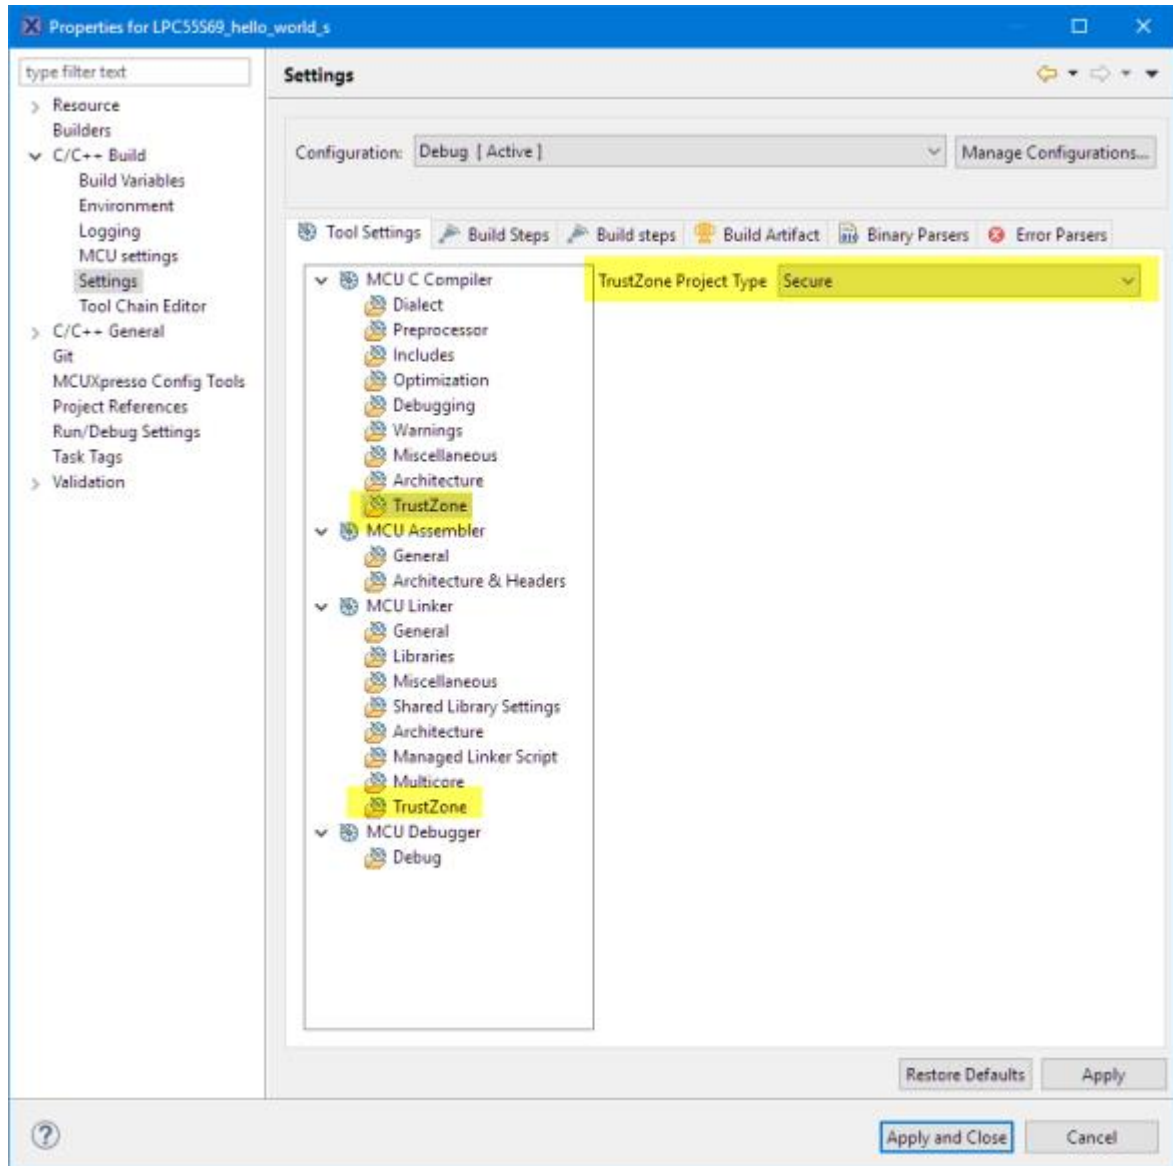 Properties for LPC55S69_hello_world_s
type filter text
Resource
Builders
C/C++ Build
Build Variables
Environment
Logging
MCU settings
Settings
Tool Chain Editor
C/C++ General
Git
MCUXpresso Config Tools
Project References
Run/Debug Settings
Task Tags
Validation
Settings
Configuration: Debug [ Active ] Manage Configurations...
Tool Settings Build Steps Build steps Build Artifact Binary Parsers Error Parsers
MCU C Compiler
Dialect
Preprocessor
Includes
Optimization
Debugging
Warnings
Miscellaneous
Architecture
TrustZone
MCU Assembler
General
Architecture & Headers
MCU Linker
General
Libraries
Miscellaneous
Shared Library Settings
Architecture
Managed Linker Script
Multicore
TrustZone
MCU Debugger
Debug
TrustZone Project Type Secure
Restore Defaults Apply
? Apply and Close Cancel